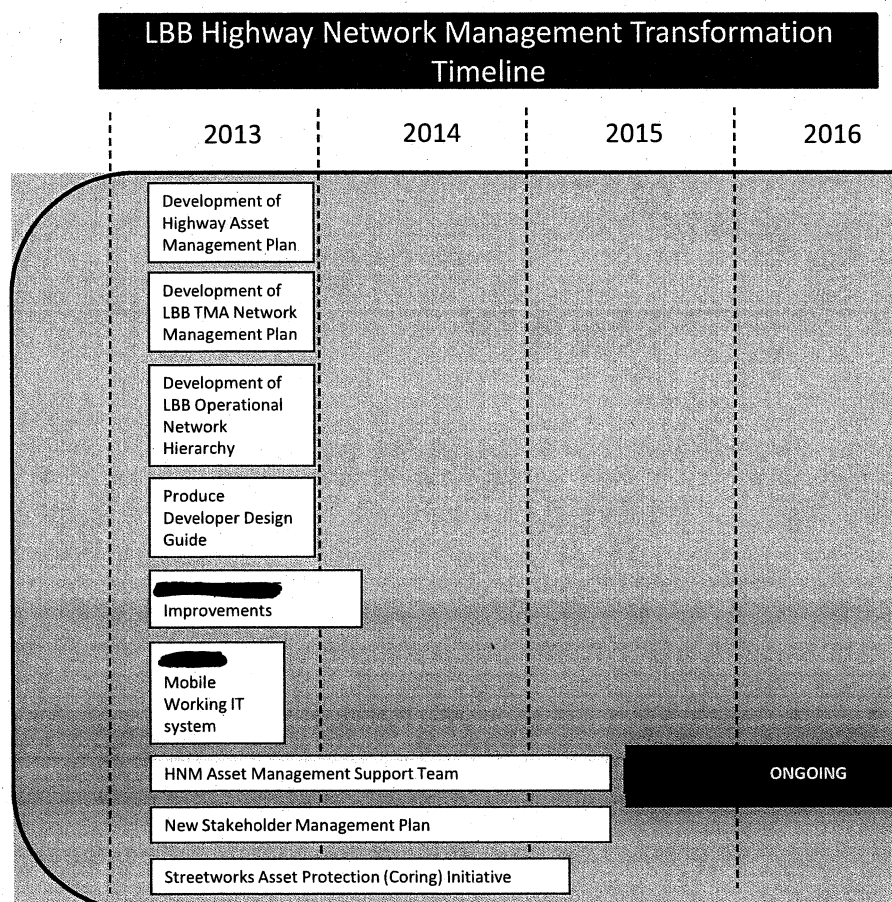 LBB Highway Network Management Transformation
Timeline
2013
2014
2015
2016
Development of
Highway Asset
Management Plan
Development of
LBB TMA Network
Management Plan
Development of
LBB Operational
Network
Hierarchy
Produce
Developer Design
Guide
Improvements
Mobile
Working IT
system
HNM Asset Management Support Team
ONGOING
New Stakeholder Management Plan
Streetworks Asset Protection (Coring) Initiative